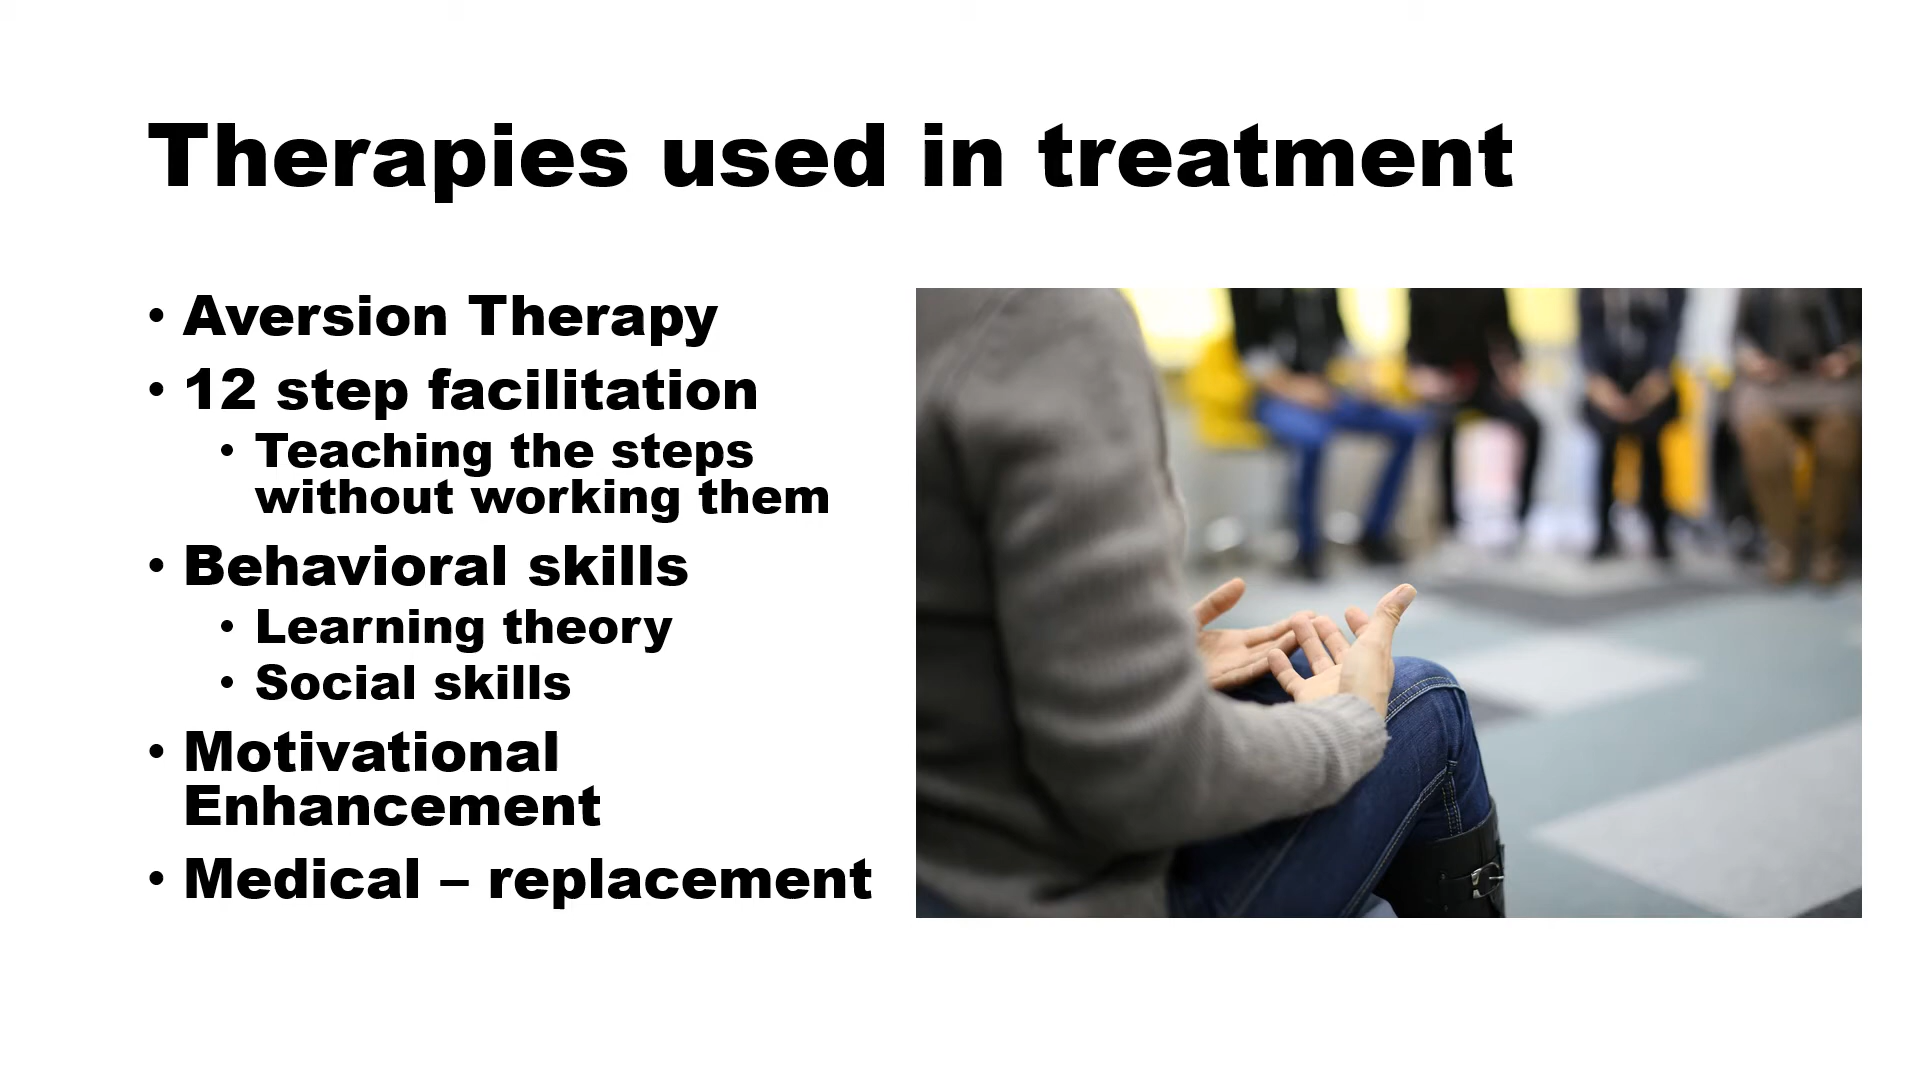 Therapies used in treatment
• Aversion Therapy
• 12 step facilitation
• Teaching the steps
without working them
• Behavioral skills
• Learning theory
• Social skills
• Motivational
Enhancement
• Medical – replacement